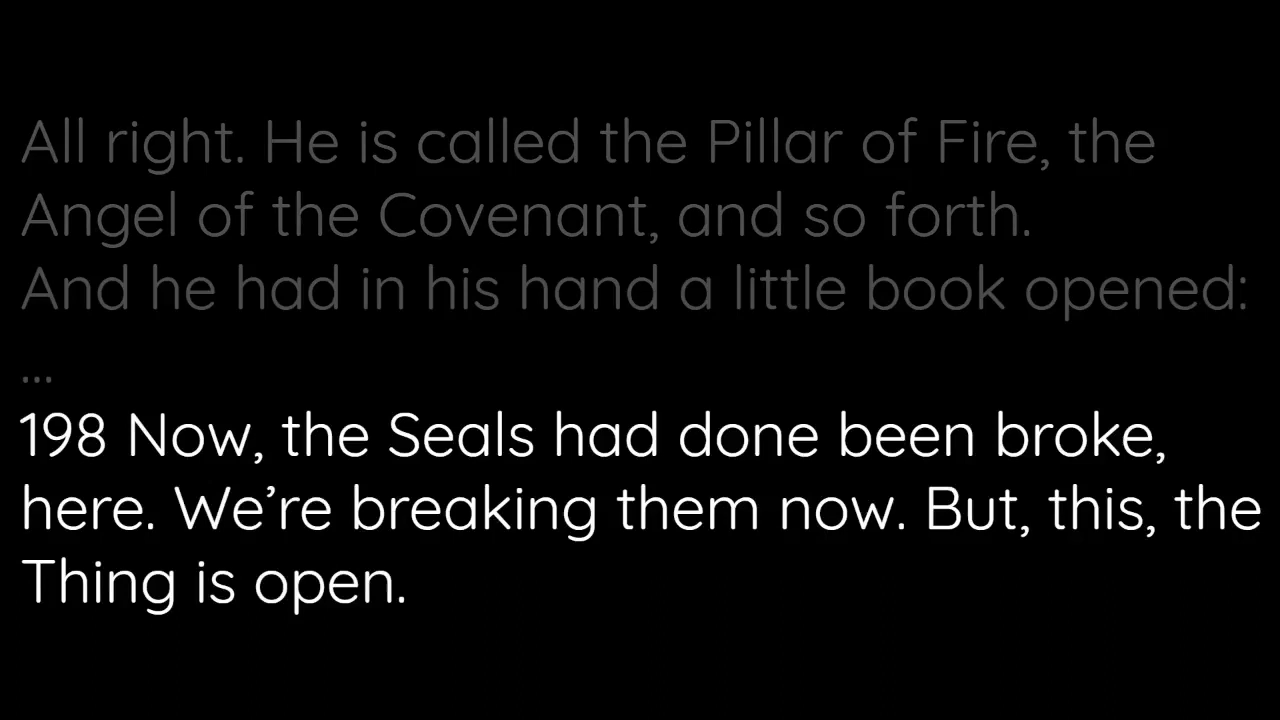 All right. He is called the Pillar of Fire, the
Angel of the Covenant, and so forth.
And he had in his hand a little book opened:
...
198 Now, the Seals had done been broke,
here. We’re breaking them now. But, this, the
Thing is open.